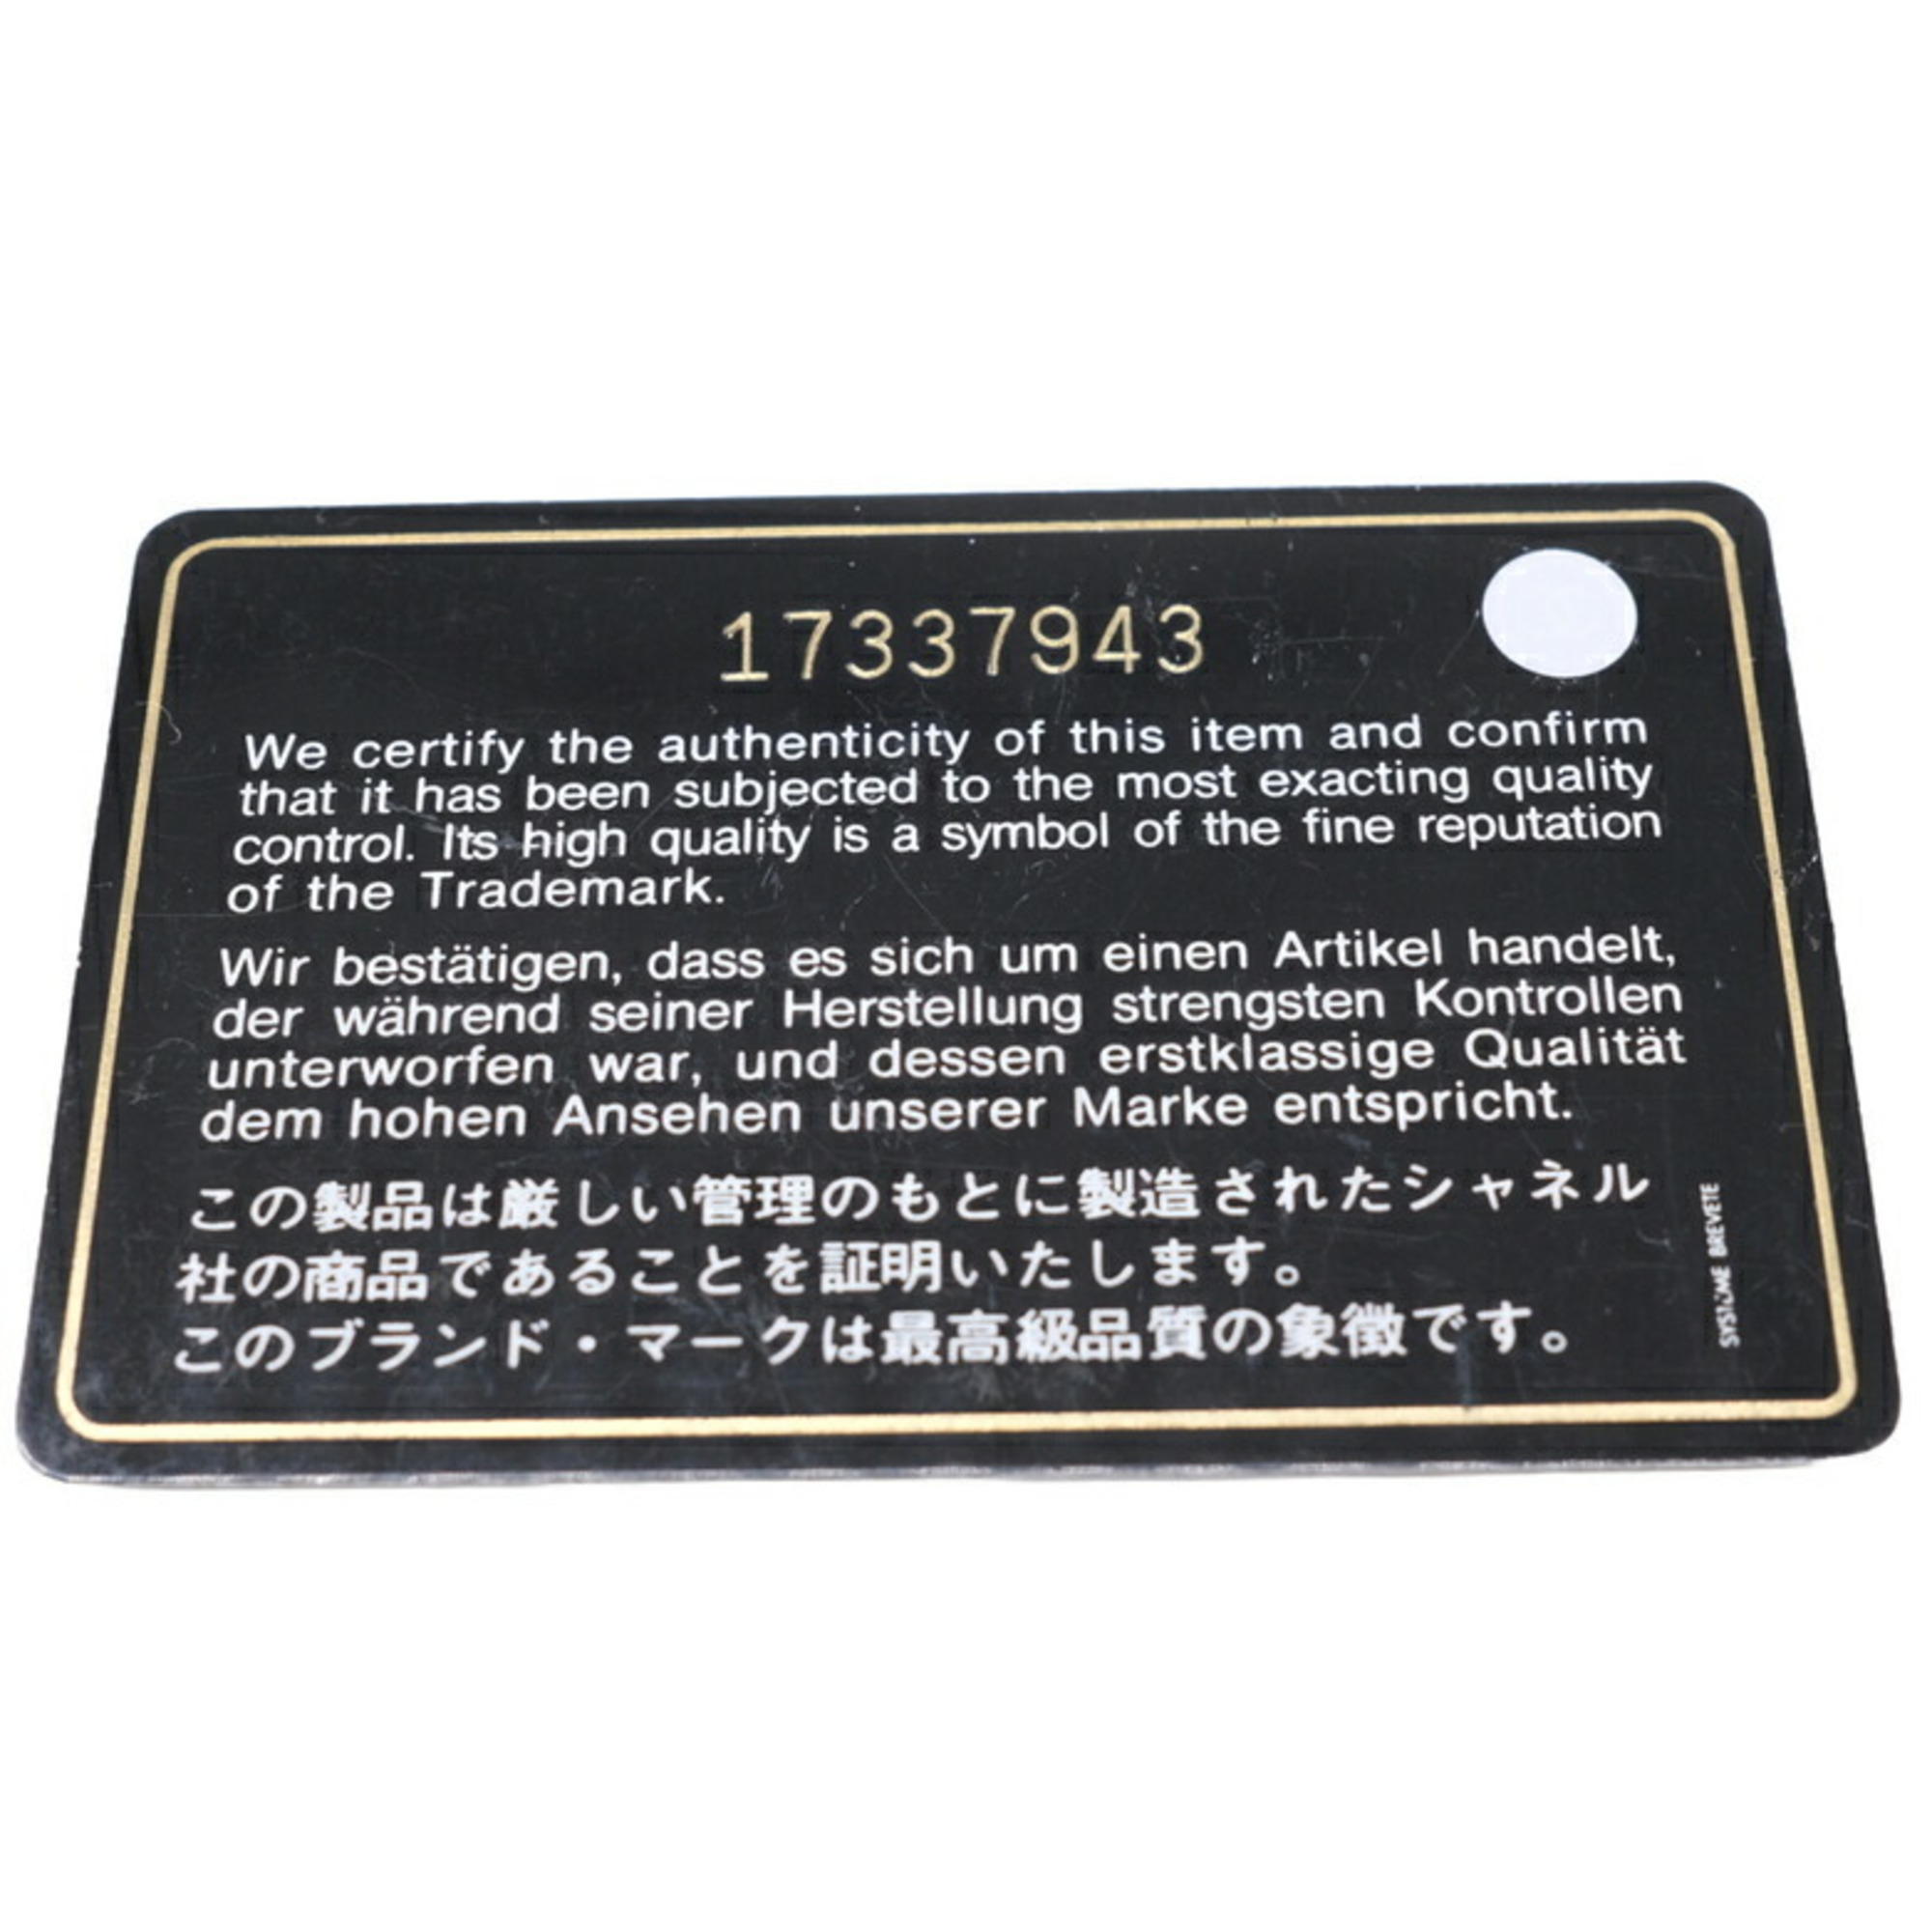 17337943
We certify the authenticity of this item and confirm
that it has been subjected to the most exacting quality
control. Its high quality is a symbol of the fine reputation
of the Trademark.
Wir bestätigen, dass es sich um einen Artikel handelt,
der während seiner Herstellung strengsten Kontrollen
unterworfen war, und dessen erstklassige Qualität
dem hohen Ansehen unserer Marke entspricht.
この製品は厳しい管理のもとに製造されたシャネル
社の商品であることを証明いたします。
このブランド・マークは最高級品質の象徴です。
BREVETE